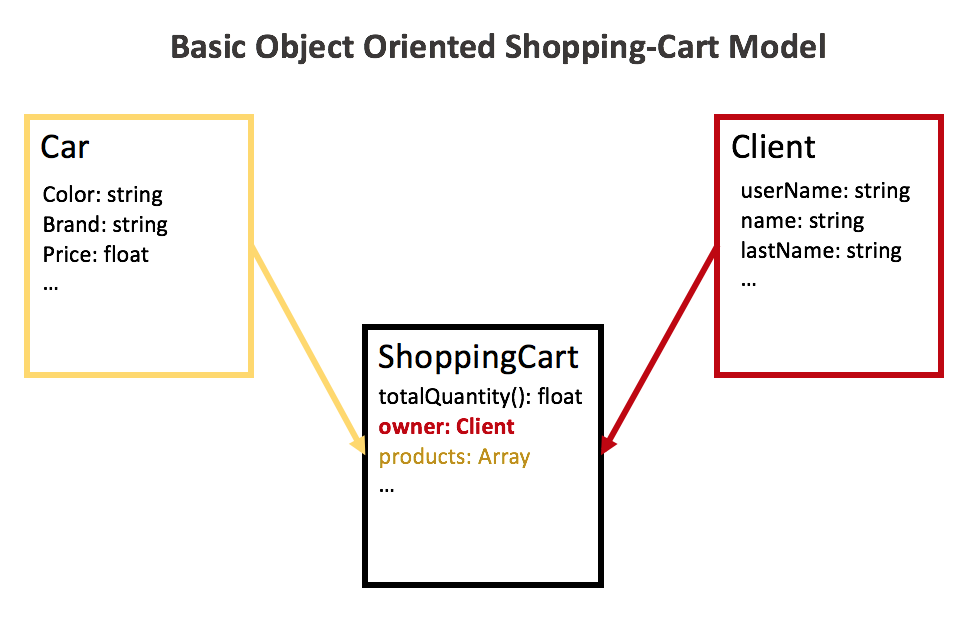 Basic Object Oriented Shopping-Cart Model
Car
Color: string
Brand: string
Price: float
...
Client
userName: string
name: string
lastName: string
...
ShoppingCart
totalQuantity(): float
owner: Client
products: Array
...